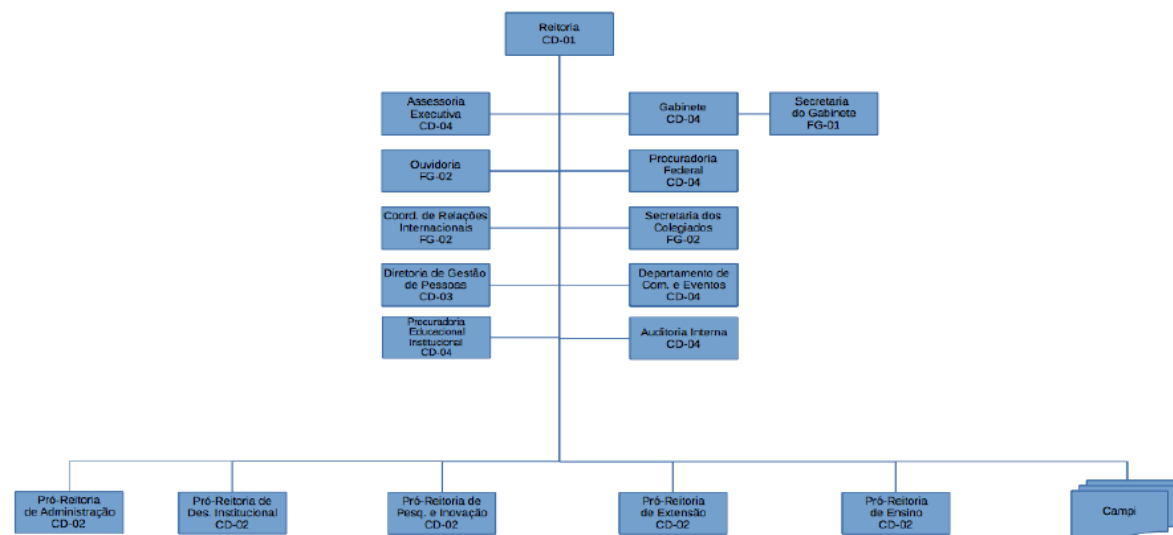 Reitoria
CD-01
Assessoria
Executiva
CD-04
Gabinete
CD-04
Secretaria
do Gabinete
FG-01
Ouvidoria
FG-02
Procuradoria
Federal
CD-04
Coord. de Relações
Internacionais
FG-02
Secretaria dos
Colegiados
FG-02
Diretoria de Gestão
de Pessoas
CD-03
Departamento de
Com. e Eventos
CD-04
Procuradoria
Educacional
Institucional
CD-04
Auditoria Interna
CD-04
Pró-Reitoria
de Administração
CD-02
Pró-Reitoria de
Des. Institucional
CD-02
Pró-Reitoria de
Pesq. e Inovação
CD-02
Pró-Reitoria
de Extensão
CD-02
Pró-Reitoria
de Ensino
CD-02
Campi